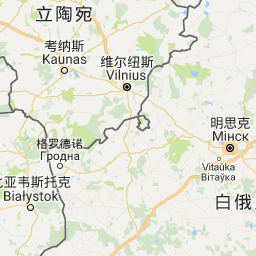 立陶宛
考纳斯
Kaunas
维尔纽斯
Vilnius
明思克
Мінск
格罗德诺
Гродна
Vitaŭka
Вітаўка
比亚韦斯托克
Białystok
白俄